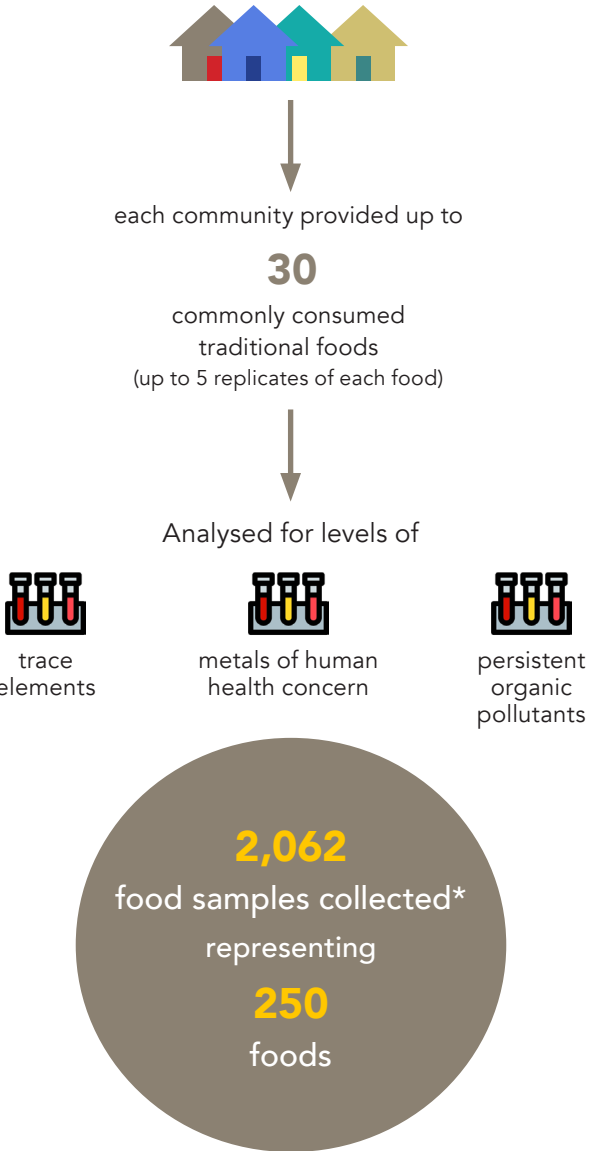 each community provided up to
30
commonly consumed
traditional foods
(up to 5 replicates of each food)
Analysed for levels of
trace
elements
metals of human
health concern
persistent
organic
pollutants
2,062
food samples collected*
representing
250
foods